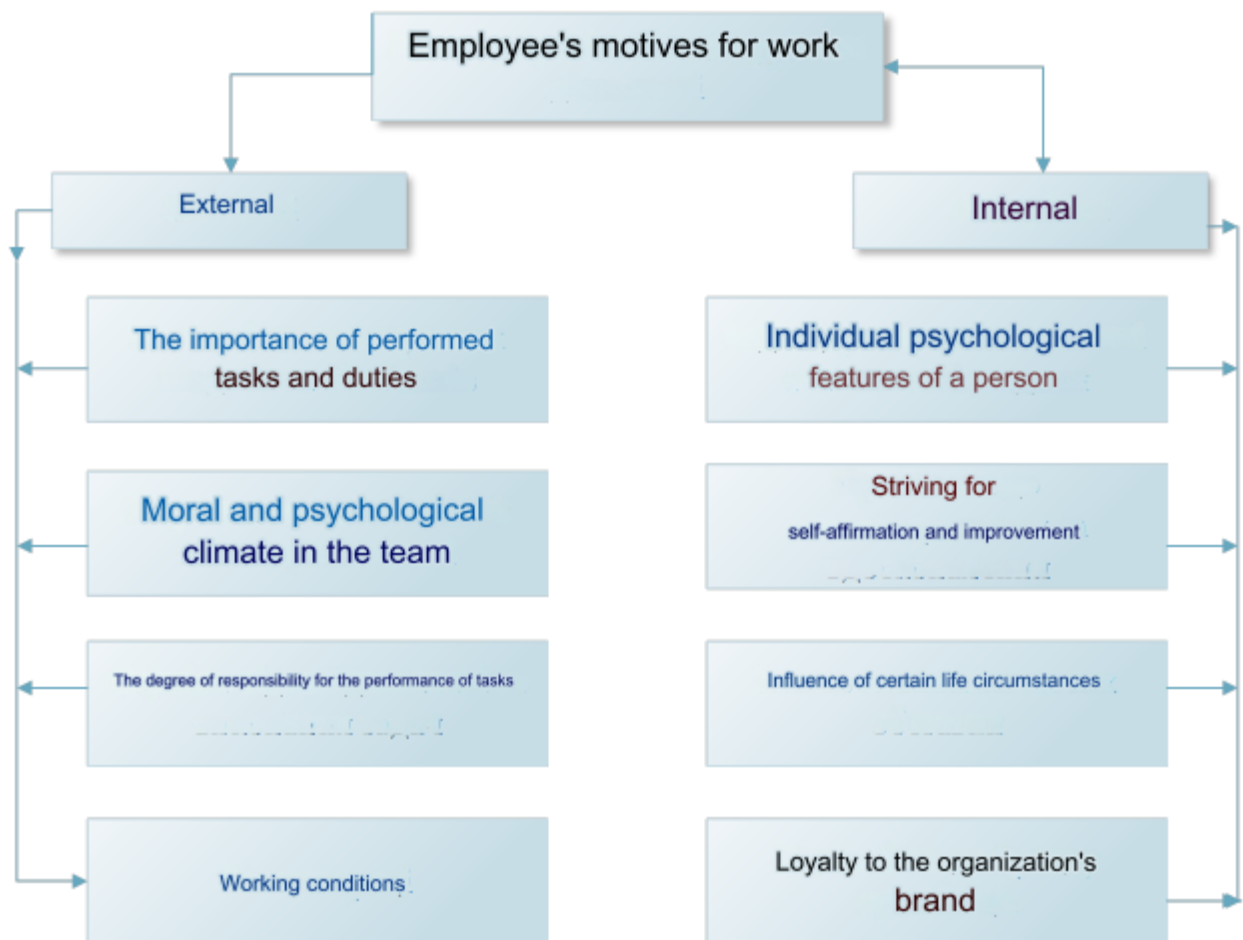 Employee's motives for work
External
Internal
The importance of performed
tasks and duties
Individual psychological
features of a person
Moral and psychological
climate in the team
Striving for
self-affirmation and improvement
The degree of responsibility for the performance of tasks
Influence of certain life circumstances
Working conditions
Loyalty to the organization's
brand